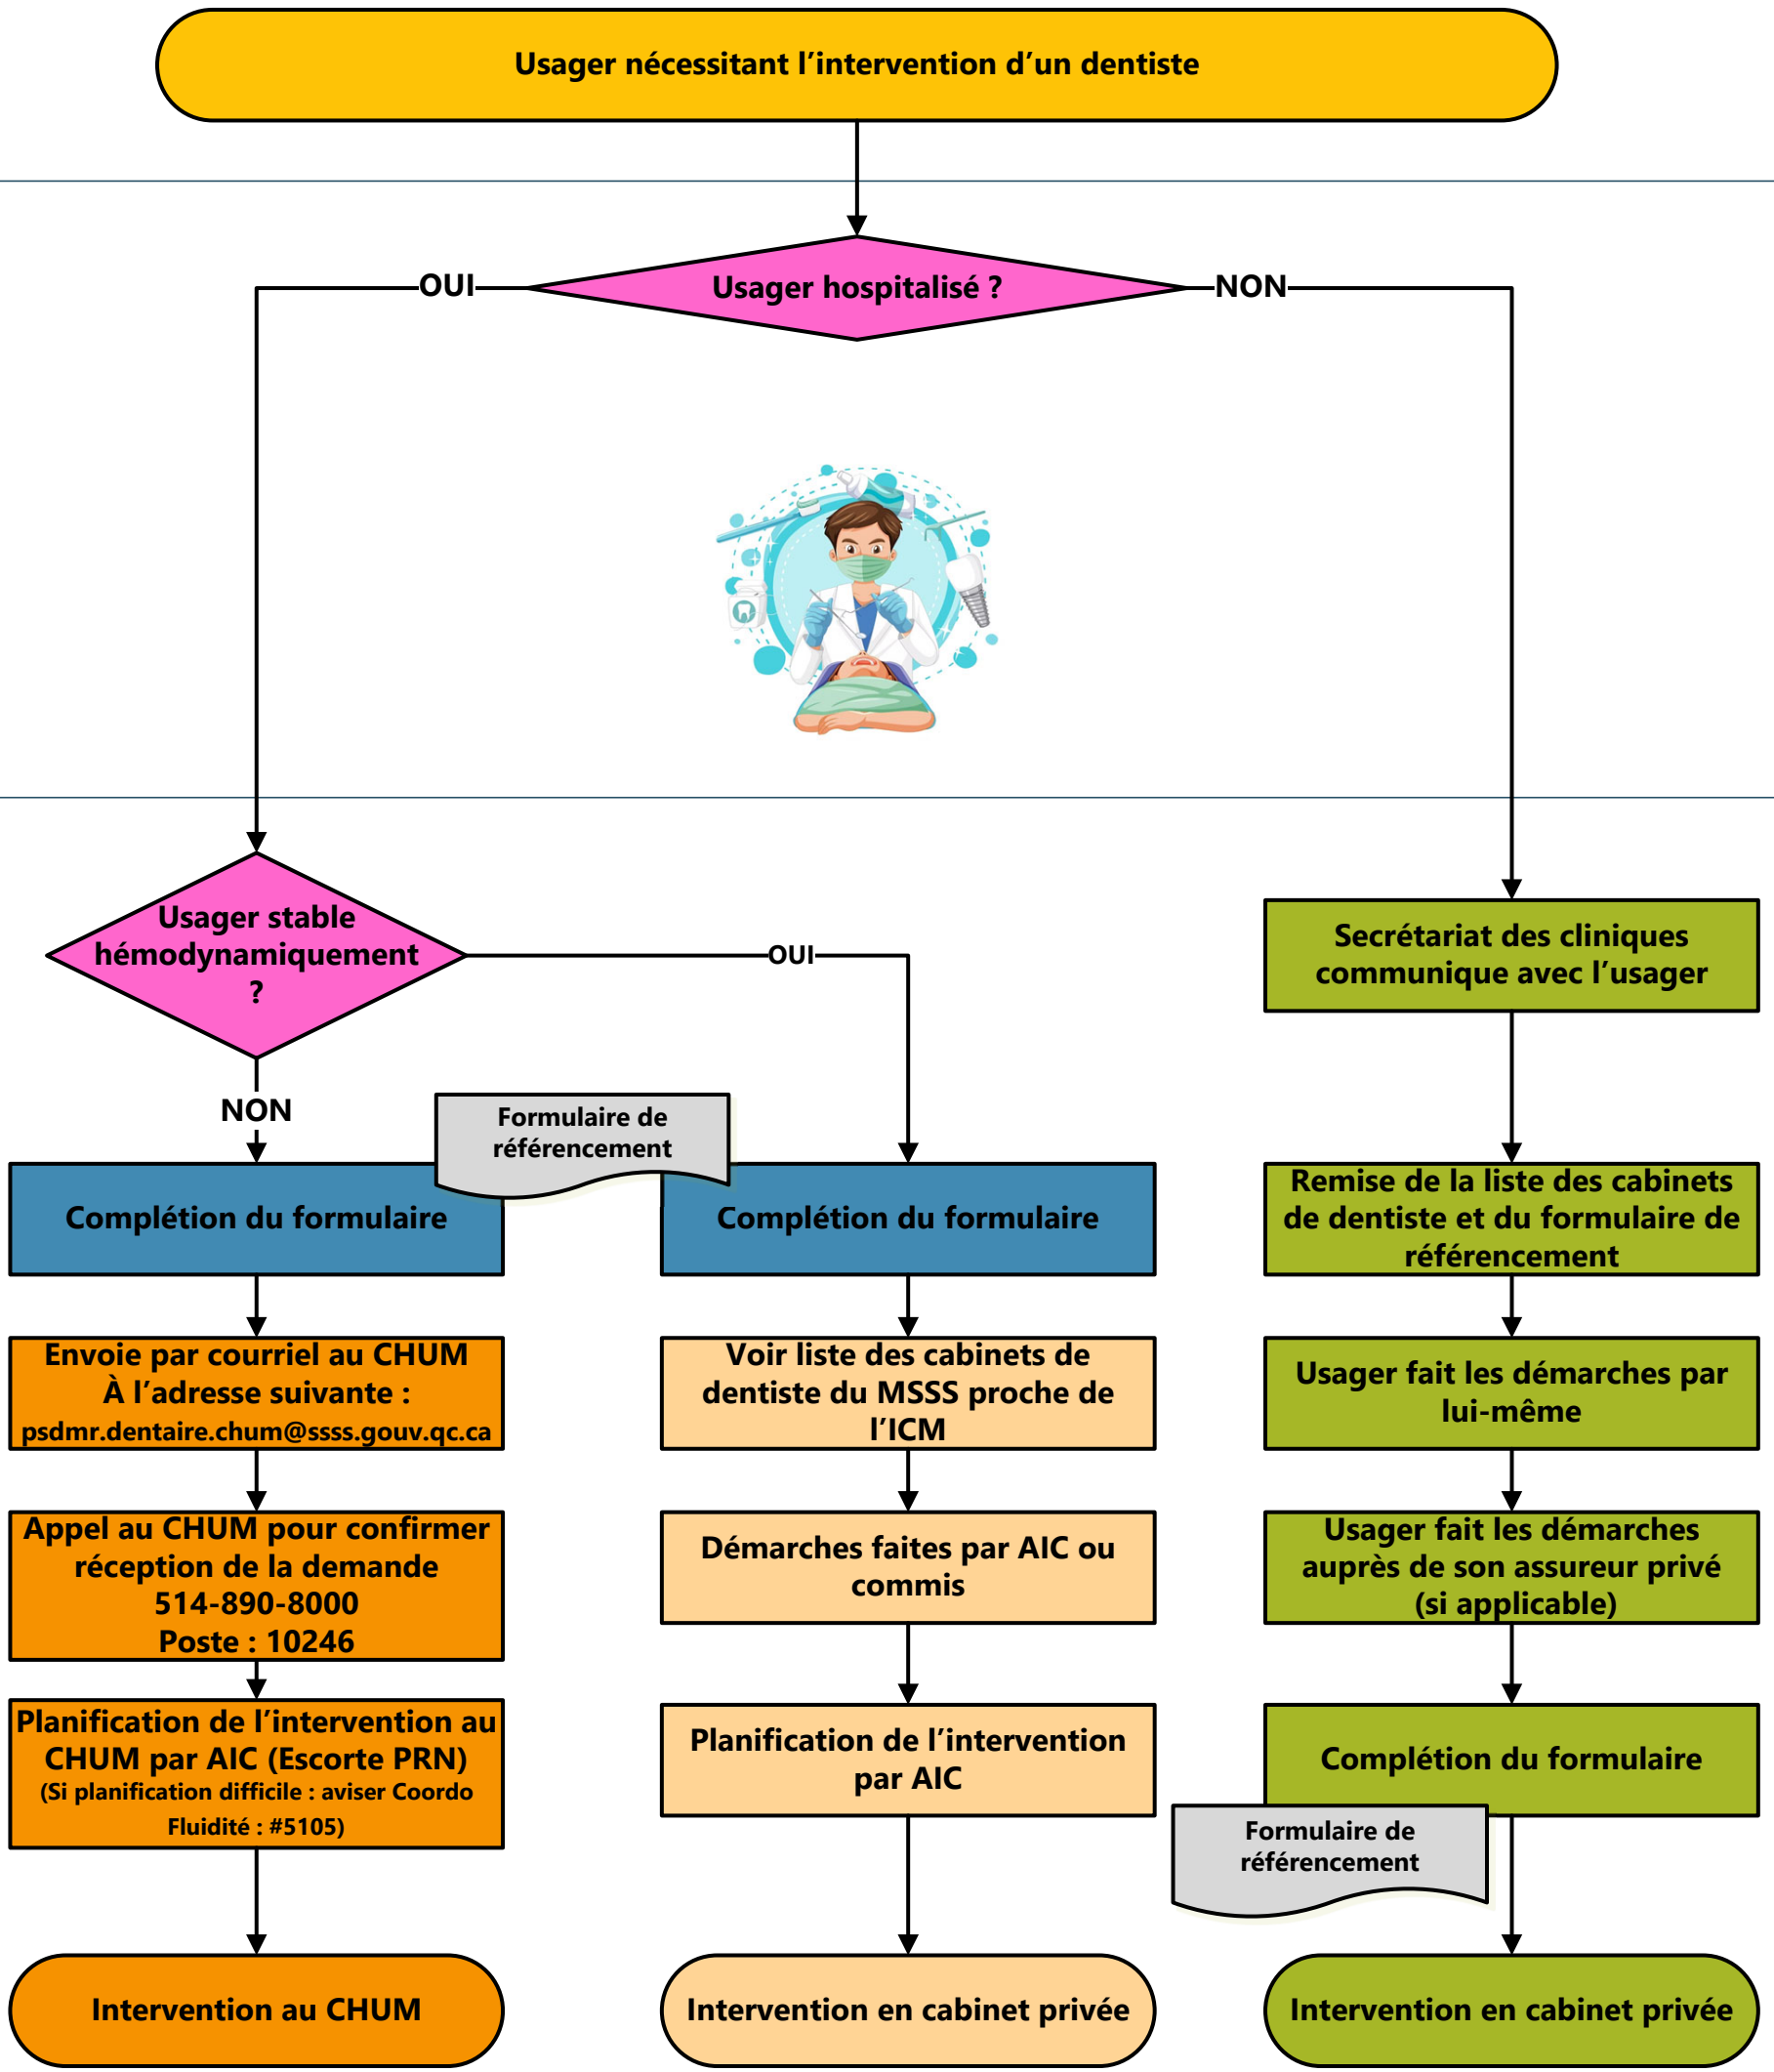 Usager nécessitant l’intervention d’un dentiste
Usager hospitalisé ?
OUI
NON
Usager stable
hémodynamiquement
?
OUI
NON
Formulaire de
référencement
Complétion du formulaire
Envoie par courriel au CHUM
À l’adresse suivante :
psdmr.dentaire.chum@ssss.gouv.qc.ca
Appel au CHUM pour confirmer
réception de la demande
514-890-8000
Poste : 10246
Planification de l’intervention au
CHUM par AIC (Escorte PRN)
(Si planification difficile : aviser Coordo
Fluidité : #5105)
Intervention au CHUM
Complétion du formulaire
Voir liste des cabinets de
dentiste du MSSS proche de
l’ICM
Démarches faites par AIC ou
commis
Planification de l’intervention
par AIC
Intervention en cabinet privée
Secrétariat des cliniques
communique avec l’usager
Remise de la liste des cabinets
de dentiste et du formulaire de
référencement
Usager fait les démarches par
lui-même
Usager fait les démarches
auprès de son assureur privé
(si applicable)
Complétion du formulaire
Formulaire de
référencement
Intervention en cabinet privée